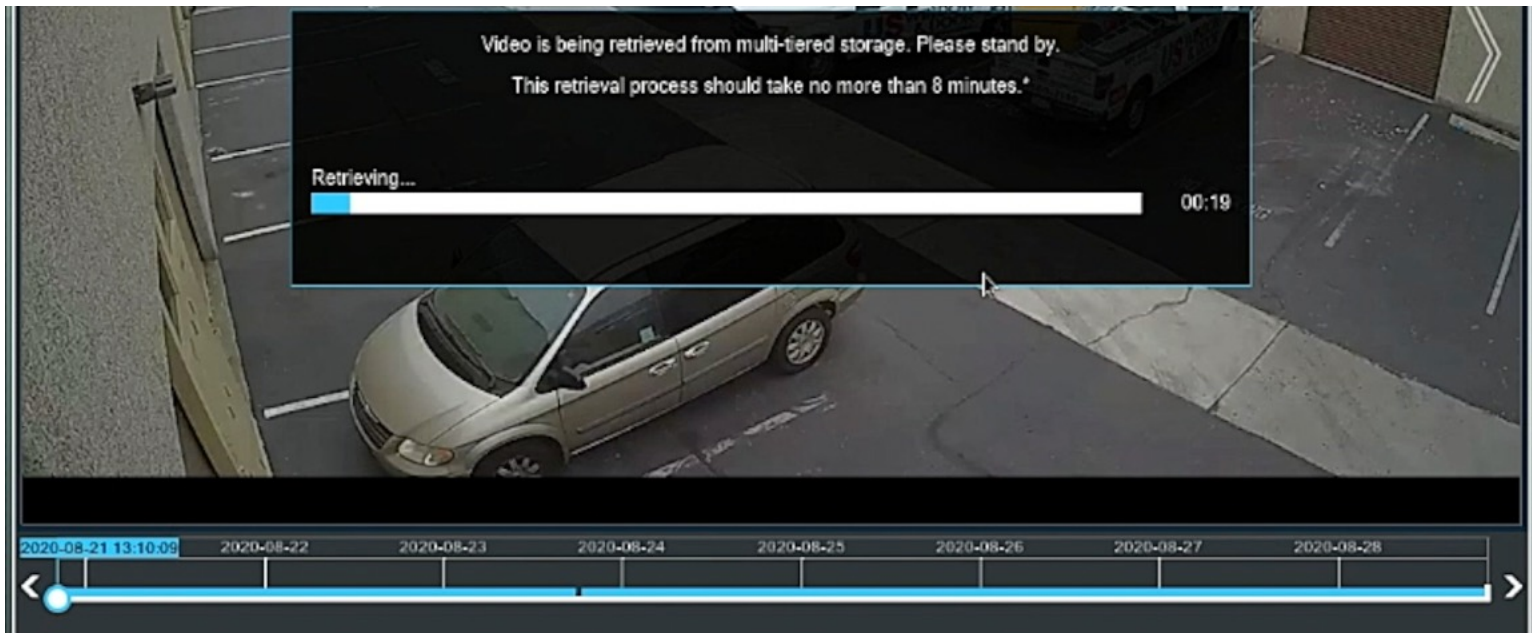 Video is being retrieved from multi-tiered storage. Please stand by.
This retrieval process should take no more than 8 minutes.*
Retrieving...
00:19
2020-08-21 13:10:09 2020-08-22 2020-08-23 2020-08-24 2020-08-25 2020-08-26 2020-08-27 2020-08-28